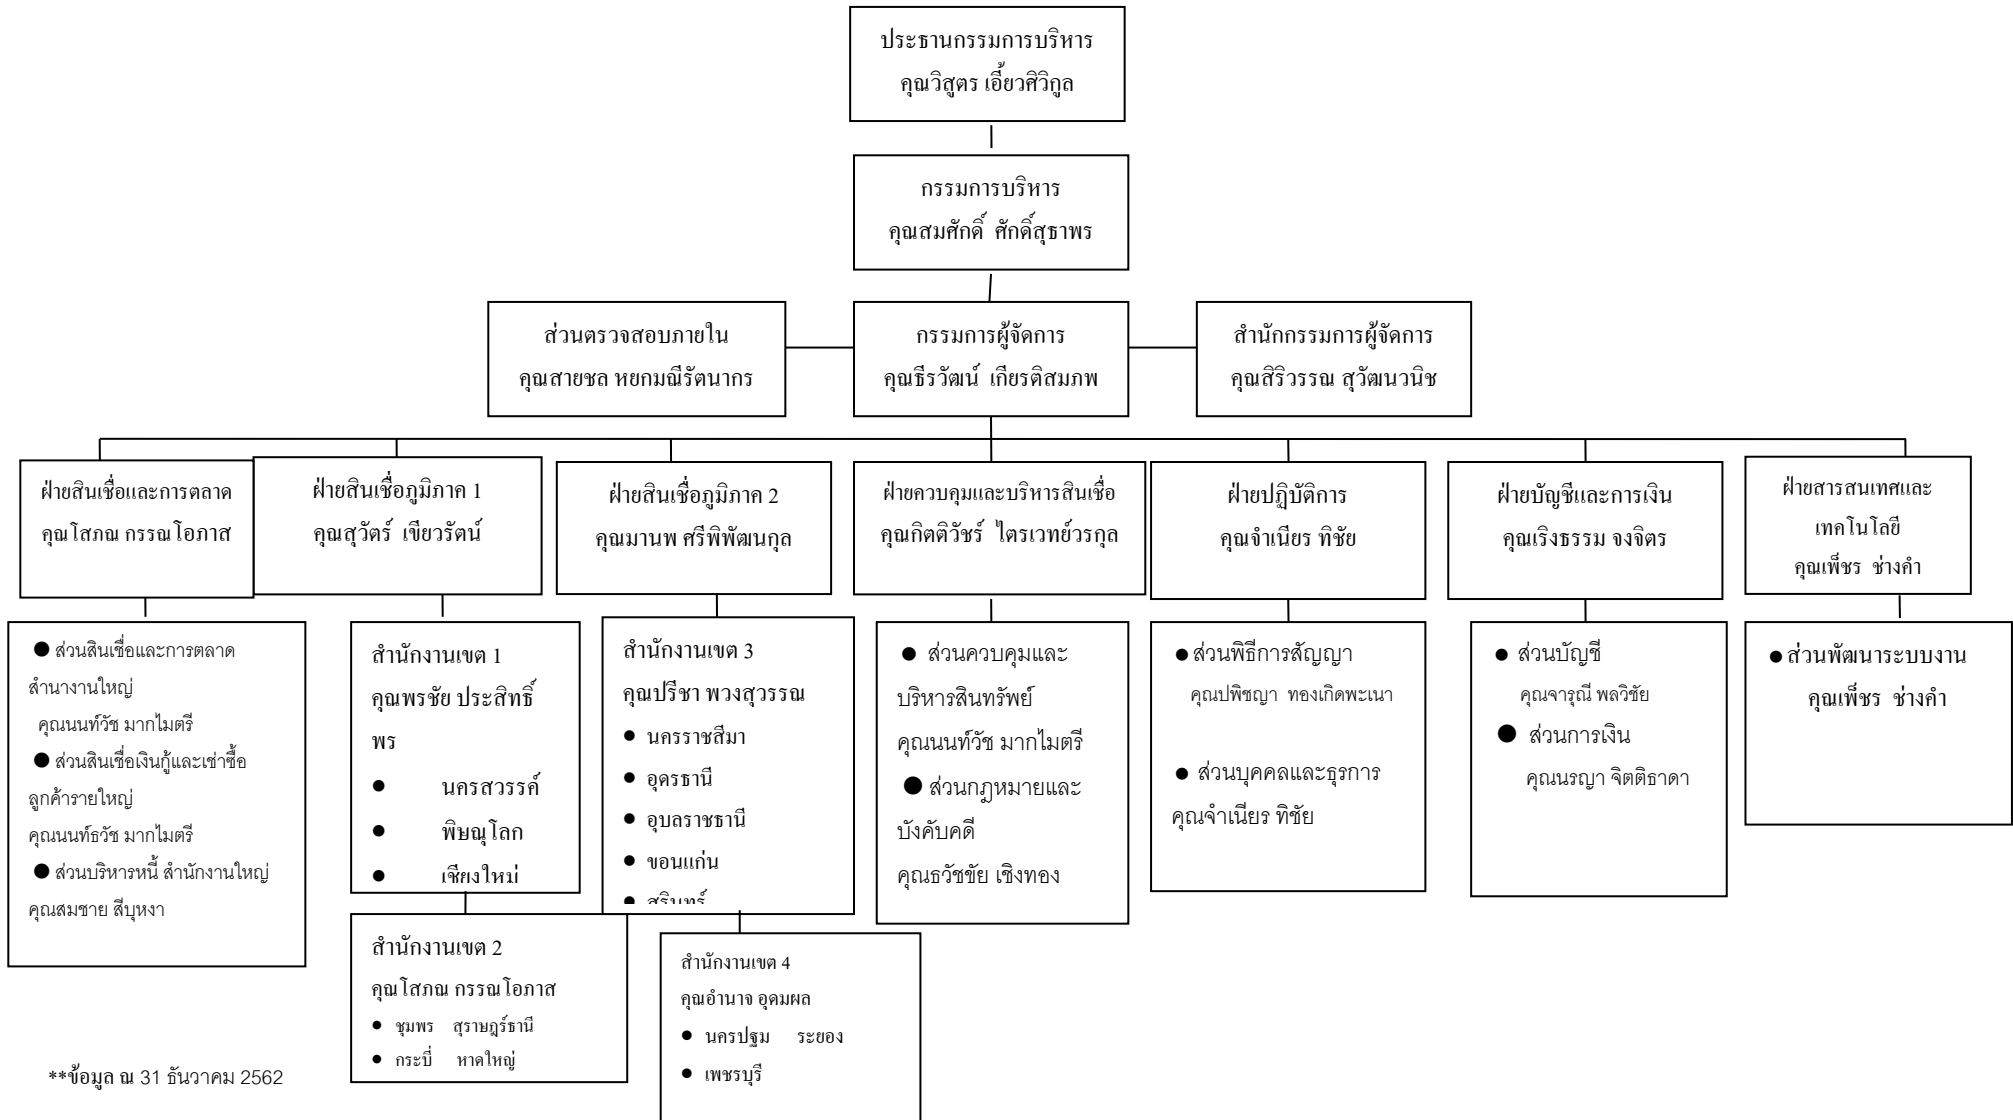 ประธานกรรมการบริหาร
คุณวิสูตร เอี้ยวศิวิกูล
กรรมการบริหาร
คุณสมศักดิ์ ศักดิ์สุธาพร
ส่วนตรวจสอบภายใน
คุณสายชล หยกมณีรัตนากร
กรรมการผู้จัดการ
คุณธีรวัฒน์ เกียรติสมภพ
สำนักกรรมการผู้จัดการ
คุณสิริวรรณ สุวัฒนวนิช
ฝ่ายสินเชื่อและการตลาด
คุณโสภณ กรรณโอภาส
ฝ่ายสินเชื่อภูมิภาค 1
คุณสุวัตร์ เขียวรัตน์
ฝ่ายสินเชื่อภูมิภาค 2
คุณมานพ ศรีพิพัฒนกุล
ฝ่ายควบคุมและบริหารสินเชื่อ
คุณกิตติวัชร์ ไตรเวทย์วรกุล
ฝ่ายปฏิบัติการ
คุณจำเนียร ทิชัย
ฝ่ายบัญชีและการเงิน
คุณเริงธรรม จงจิตร
ฝ่ายสารสนเทศและ
เทคโนโลยี
คุณเพ็ชร ช่างคำ
● ส่วนสินเชื่อและการตลาด
สำนางานใหญ่
คุณนนท์วัช มากไมตรี
● ส่วนสินเชื่อเงินกู้และเช่าซื้อ
ลูกค้ารายใหญ่
คุณนนท์ธวัช มากไมตรี
● ส่วนบริหารหนี้ สำนักงานใหญ่
คุณสมชาย สีบุหงา
สำนักงานเขต 1
คุณพรชัย ประสิทธิ์
พร
● นครสวรรค์
● พิษณุโลก
● เชียงใหม่
สำนักงานเขต 2
คุณโสภณ กรรณโอภาส
● ชุมพร สุราษฎร์ธานี
● กระบี่ หาดใหญ่
สำนักงานเขต 3
คุณปรีชา พวงสุวรรณ
● นครราชสีมา
● อุดรธานี
● อุบลราชธานี
● ขอนแก่น
● สุรินทร์
สำนักงานเขต 4
คุณอำนาจ อุดมผล
● นครปฐม ระยอง
● เพชรบุรี
● ส่วนควบคุมและ
บริหารสินทรัพย์
คุณนนท์วัช มากไมตรี
● ส่วนกฎหมายและ
บังคับคดี
คุณธวัชชัย เชิงทอง
● ส่วนพิธีการสัญญา
คุณปพิชญา ทองเกิดพะเนา
● ส่วนบุคคลและธุรการ
คุณจำเนียร ทิชัย
● ส่วนบัญชี
คุณจารุณี พลวิชัย
● ส่วนการเงิน
คุณนรญา จิตติธาดา
● ส่วนพัฒนาระบบงาน
คุณเพ็ชร ช่างคำ
**ข้อมูล ณ 31 ธันวาคม 2562